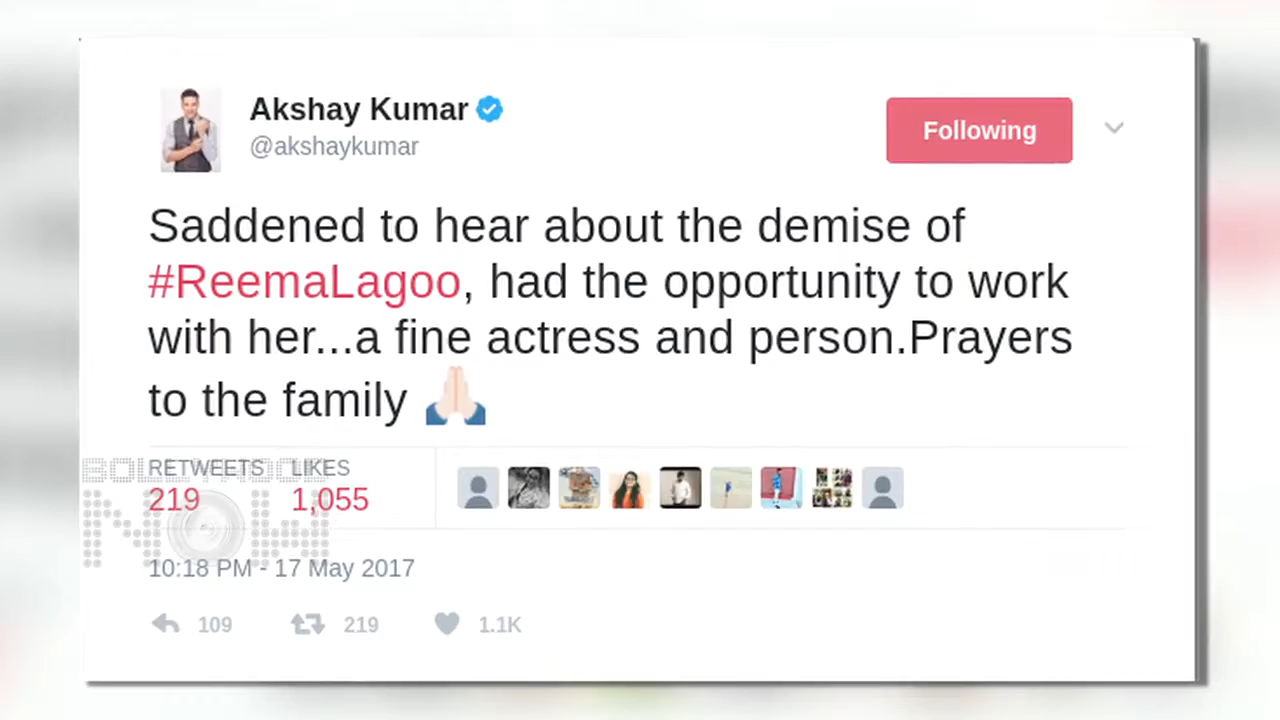 Akshay Kumar
@akshaykumar
Following
Saddened to hear about the demise of
#ReemaLagoo, had the opportunity to work
with her...a fine actress and person.Prayers
to the family 🙏🏻
BOLLYWOOD
NOW
RETWEETS LIKES
219 1,055
10:18 PM - 17 May 2017
109 219 1.1K